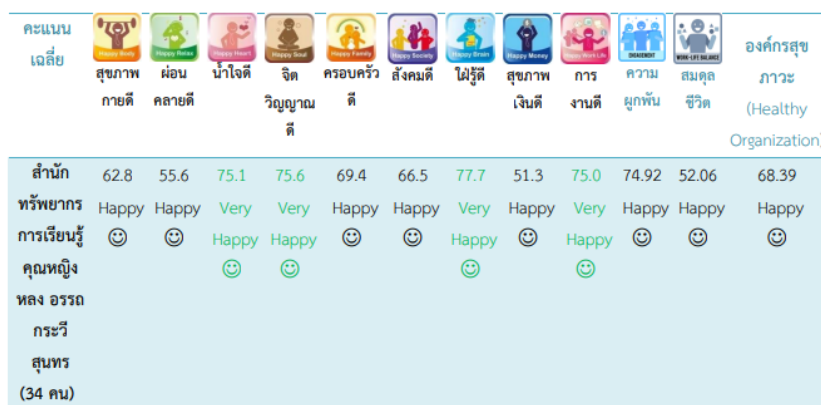 คะแนน
เฉลี่ย
Happy Body
สุขภาพ
กายดี
Happy Relax
ผ่อน
คลายดี
Happy Heart
น้ำใจดี
Happy Soul
จิต
วิญญาณ
ดี
Happy Family
ครอบครัว
ดี
Happy Society
สังคมดี
Happy Brain
ใฝ่รู้ดี
Happy Money
สุขภาพ
เงินดี
Happy Work Life
การ
งานดี
ENGAGEMENT
ความ
ผูกพัน
WORK-LIFE BALANCE
สมดุล
ชีวิต
องค์กรสุข
ภาวะ
(Healthy
Organization)
สำนัก
ทรัพยากร
การเรียนรู้
คุณหญิง
หลง อรรถ
กระวี
สุนทร
(34 คน)
62.8
Happy
55.6
Happy
75.1
Very
Happy
75.6
Very
Happy
69.4
Happy
66.5
Happy
77.7
Very
Happy
51.3
Happy
75.0
Very
Happy
74.92
Happy
52.06
Happy
68.39
Happy